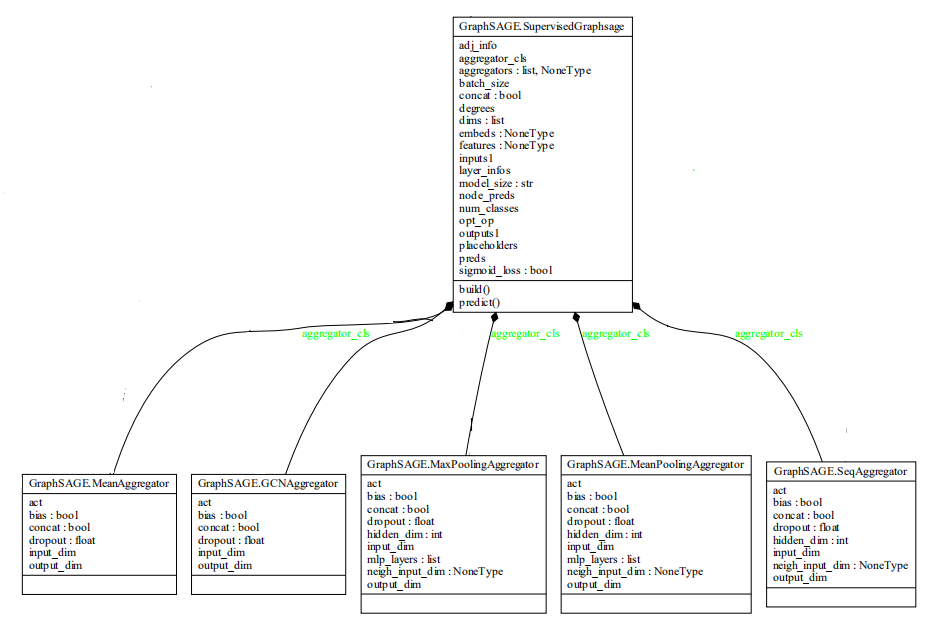 GraphSAGE.SupervisedGraphsage
adj_info
aggregator_cls
aggregators : list, NoneType
batch_size
concat : bool
degrees
dims : list
embeds : NoneType
features : NoneType
inputs1
layer_infos
model_size : str
node_preds
num_classes
opt_op
outputs1
placeholders
preds
sigmoid_loss : bool
build()
predict()
aggregator_cls
aggregator_cls
aggregator_cls
aggregator_cls
GraphSAGE.MeanAggregator
act
bias : bool
concat : bool
dropout : float
input_dim
output_dim
GraphSAGE.GCNAggregator
act
bias : bool
concat : bool
dropout : float
input_dim
output_dim
GraphSAGE.MaxPoolingAggregator
act
bias : bool
concat : bool
dropout : float
hidden_dim : int
input_dim
mlp_layers : list
neigh_input_dim : NoneType
output_dim
GraphSAGE.MeanPoolingAggregator
act
bias : bool
concat : bool
dropout : float
hidden_dim : int
input_dim
mlp_layers : list
neigh_input_dim : NoneType
output_dim
GraphSAGE.SeqAggregator
act
bias : bool
concat : bool
dropout : float
hidden_dim : int
input_dim
neigh_input_dim : NoneType
output_dim